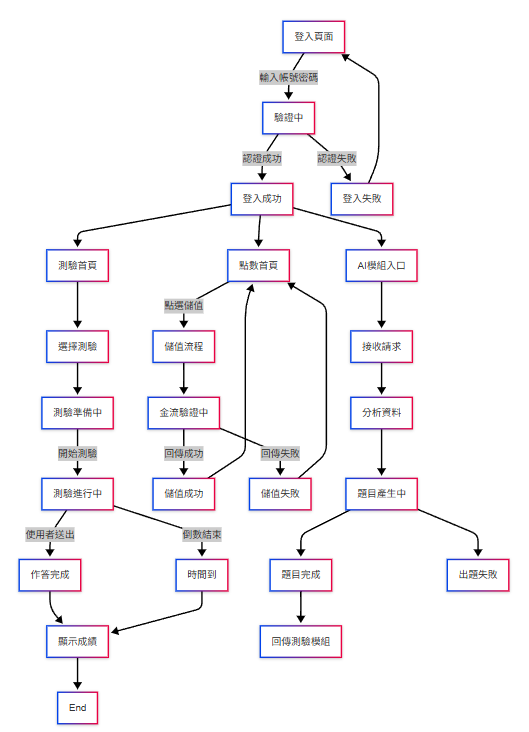 登入頁面
輸入帳號密碼
驗證中
認證成功
認證失敗
登入成功
登入失敗
測驗首頁
點數首頁
AI模組入口
點選儲值
選擇測驗
儲值流程
接收請求
測驗準備中
金流驗證中
分析資料
開始測驗
回傳成功
回傳失敗
測驗進行中
儲值成功
儲值失敗
題目產生中
使用者送出
倒數結束
作答完成
時間到
題目完成
出題失敗
顯示成績
回傳測驗模組
End